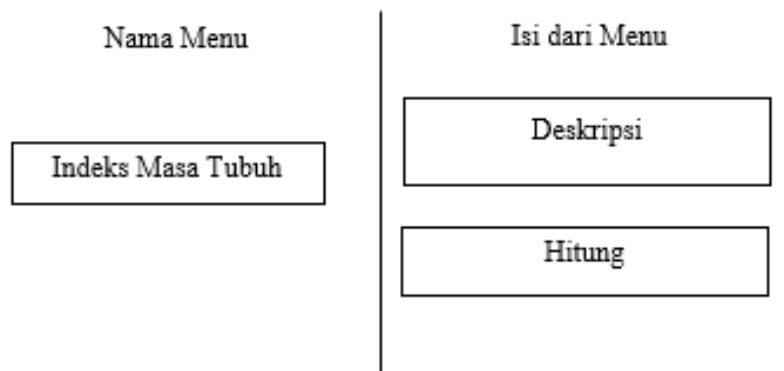 Nama Menu
Isi dari Menu
Indeks Masa Tubuh
Deskripsi
Hitung